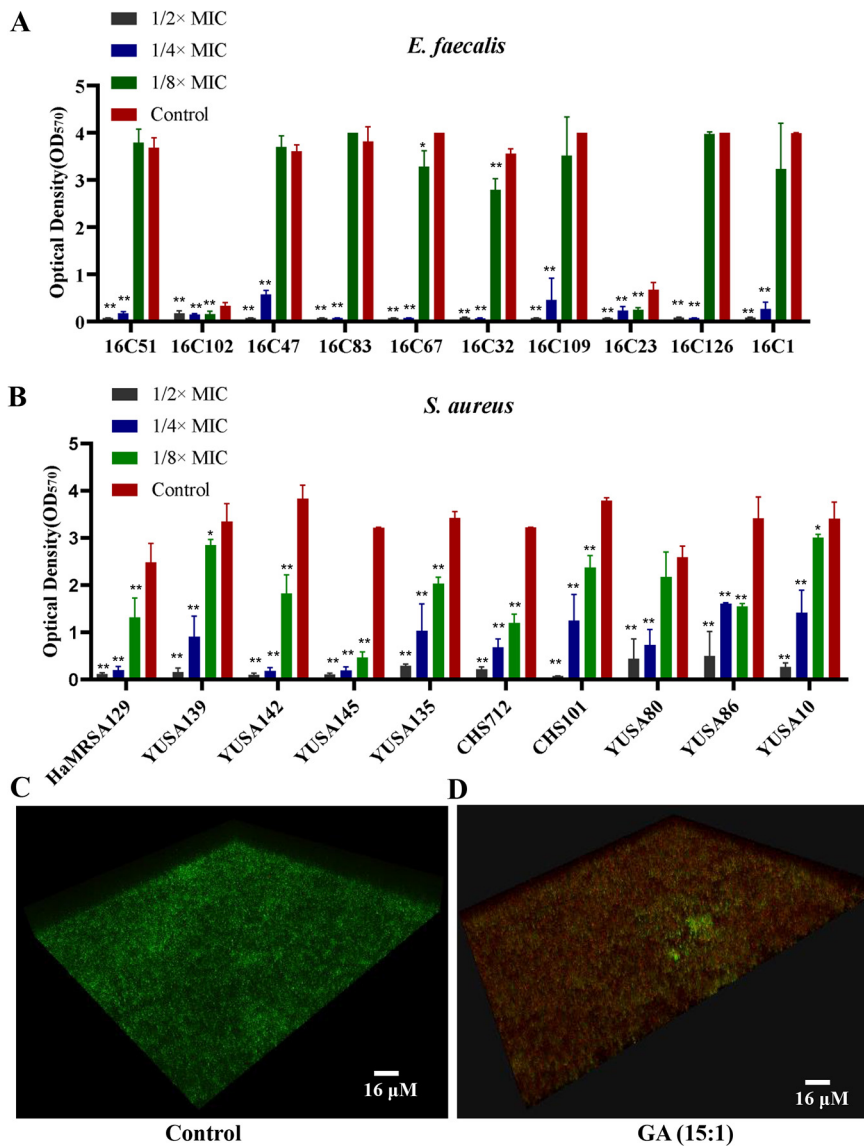 A
1/2× MIC
1/4× MIC
1/8× MIC
Control
E. faecalis
Optical Density(OD570)
5
4
3
2
1
0
** ** ** ** ** ** ** ** ** ** ** * ** ** ** ** ** ** ** ** ** ** ** ** **
16C51 16C102 16C47 16C83 16C67 16C32 16C109 16C23 16C126 16C1
B
1/2× MIC
1/4× MIC
1/8× MIC
Control
S. aureus
Optical Density(OD570)
5
4
3
2
1
0
** ** ** ** ** * ** ** ** ** ** ** ** ** ** ** ** ** ** ** ** ** ** ** ** ** ** ** *
HaMRSA129 YUSA139 YUSA142 YUSA145 YUSA135 CHS712 CHS101 YUSA80 YUSA86 YUSA10
C
16 μM
Control
D
16 μM
GA (15:1)